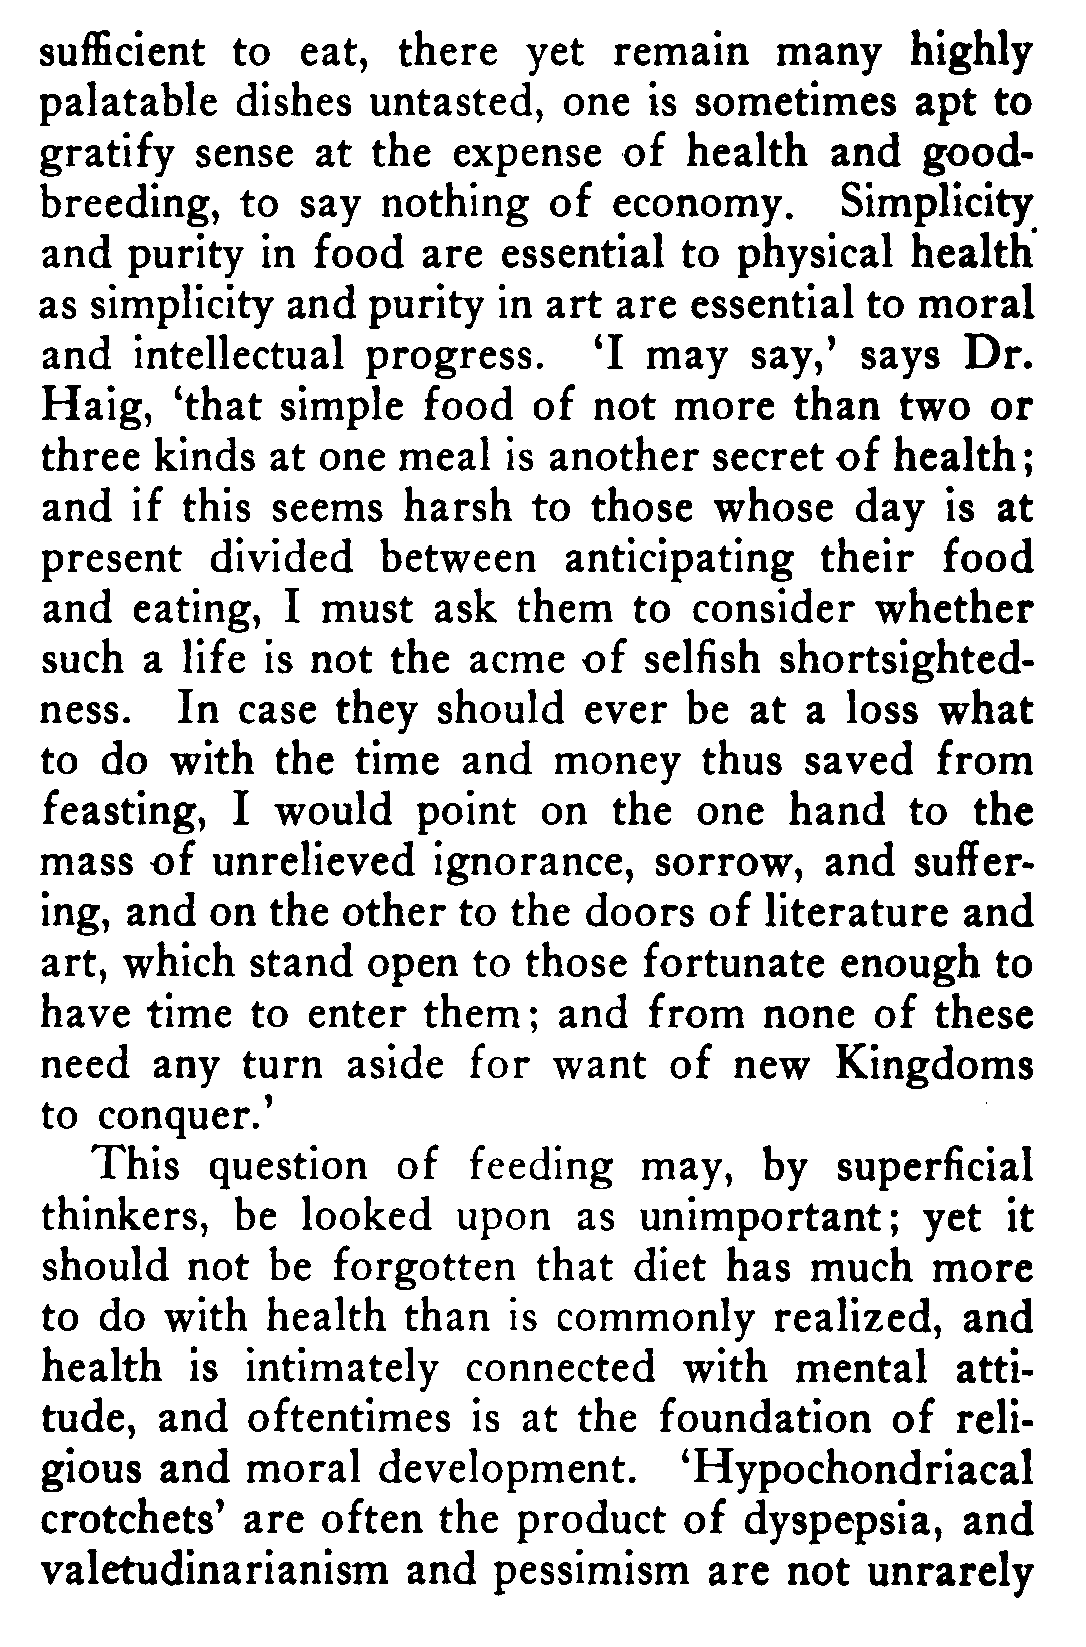 sufficient to eat, there yet remain many highly
palatable dishes untasted, one is sometimes apt to
gratify sense at the expense of health and good-
breeding, to say nothing of economy. Simplicity
and purity in food are essential to physical health
as simplicity and purity in art are essential to moral
and intellectual progress. ‘I may say,’ says Dr.
Haig, ‘that simple food of not more than two or
three kinds at one meal is another secret of health;
and if this seems harsh to those whose day is at
present divided between anticipating their food
and eating, I must ask them to consider whether
such a life is not the acme of selfish shortsighted-
ness. In case they should ever be at a loss what
to do with the time and money thus saved from
feasting, I would point on the one hand to the
mass of unrelieved ignorance, sorrow, and suffer-
ing, and on the other to the doors of literature and
art, which stand open to those fortunate enough to
have time to enter them; and from none of these
need any turn aside for want of new Kingdoms
to conquer.’
This question of feeding may, by superficial
thinkers, be looked upon as unimportant; yet it
should not be forgotten that diet has much more
to do with health than is commonly realized, and
health is intimately connected with mental atti-
tude, and oftentimes is at the foundation of reli-
gious and moral development. ‘Hypochondriacal
crotchets’ are often the product of dyspepsia, and
valetudinarianism and pessimism are not unrarely